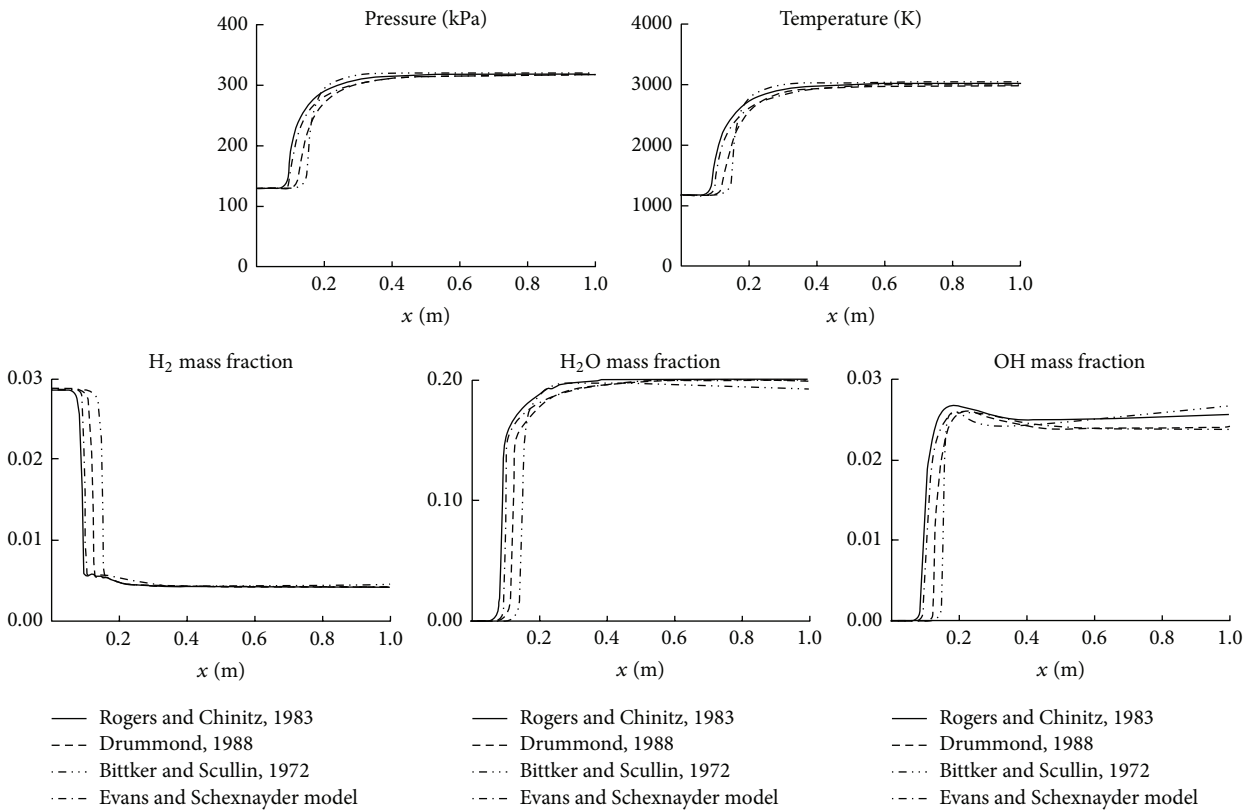 Pressure (kPa)
400
300
200
100
0
0.2 0.4 0.6 0.8 1.0
x (m)
Temperature (K)
4000
3000
2000
1000
0
0.2 0.4 0.6 0.8 1.0
x (m)
H₂ mass fraction
0.03
0.02
0.01
0.00
0.2 0.4 0.6 0.8 1.0
x (m)
H₂O mass fraction
0.20
0.20
0.00
0.2 0.4 0.6 0.8 1.0
x (m)
OH mass fraction
0.03
0.02
0.01
0.00
0.2 0.4 0.6 0.8 1.0
x (m)
Rogers and Chinitz, 1983
Drummond, 1988
Bittker and Scullin, 1972
Evans and Schexnayder model
Rogers and Chinitz, 1983
Drummond, 1988
Bittker and Scullin, 1972
Evans and Schexnayder model
Rogers and Chinitz, 1983
Drummond, 1988
Bittker and Scullin, 1972
Evans and Schexnayder model